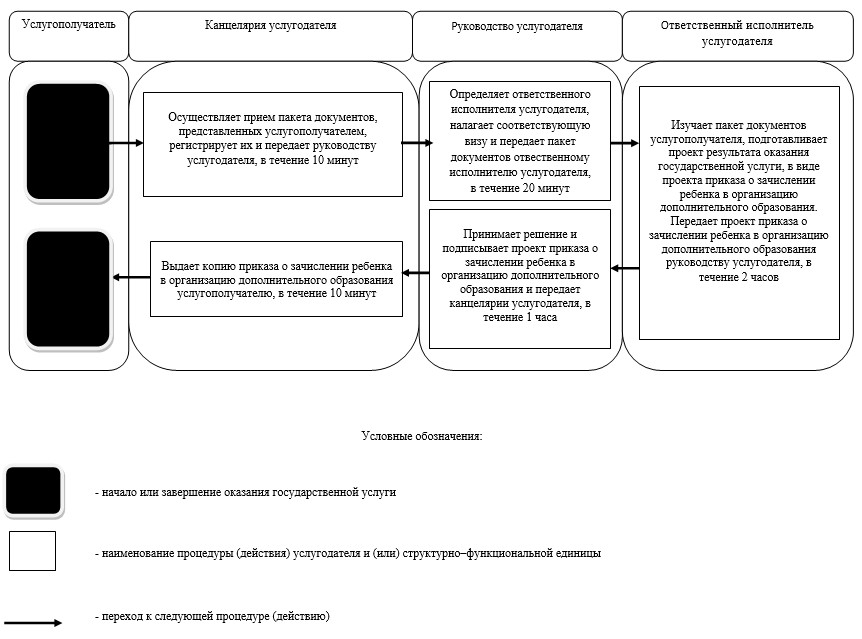 Услугополучатель
Канцелярия услугодателя
Руководство услугодателя
Ответственный исполнитель
услугодателя
Осуществляет прием пакета документов,
представленных услугополучателем,
регистрирует их и передает руководству
услугодателя, в течение 10 минут
Определяет ответственного
исполнителя услугодателя,
налагает соответствующую
визу и передает пакет
документов отвественному
исполнителю услугодателя,
в течение 20 минут
Изучает пакет документов
услугополучателя, подготавливает
проект результата оказания
государственной услуги, в виде
проекта приказа о зачислении
ребенка в организацию
дополнительного образования.
Передает проект приказа о
зачислении ребенка в организацию
дополнительного образования
руководству услугодателя, в
течение 2 часов
Принимает решение и
подписывает проект приказа о
зачислении ребенка в
организацию дополнительного
образования и передает
канцелярии услугодателя, в
течение 1 часа
Выдает копию приказа о зачислении ребенка
в организацию дополнительного образования
услугополучателю, в течение 10 минут
Условные обозначения:
- начало или завершение оказания государственной услуги
- наименование процедуры (действия) услугодателя и (или) структурно–функциональной единицы
- переход к следующей процедуре (действию)